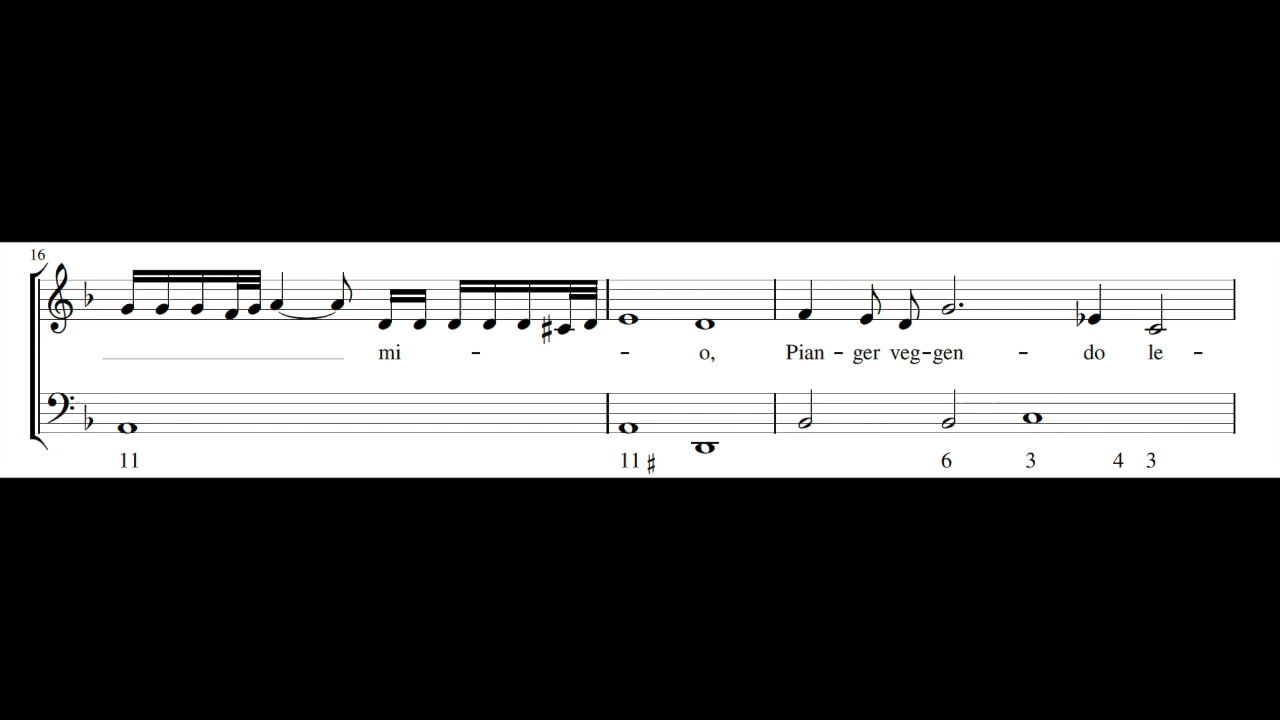 16
mi - - o, Pian - ger veg-gen - do le -
11 11 ♯ 6 3 4 3